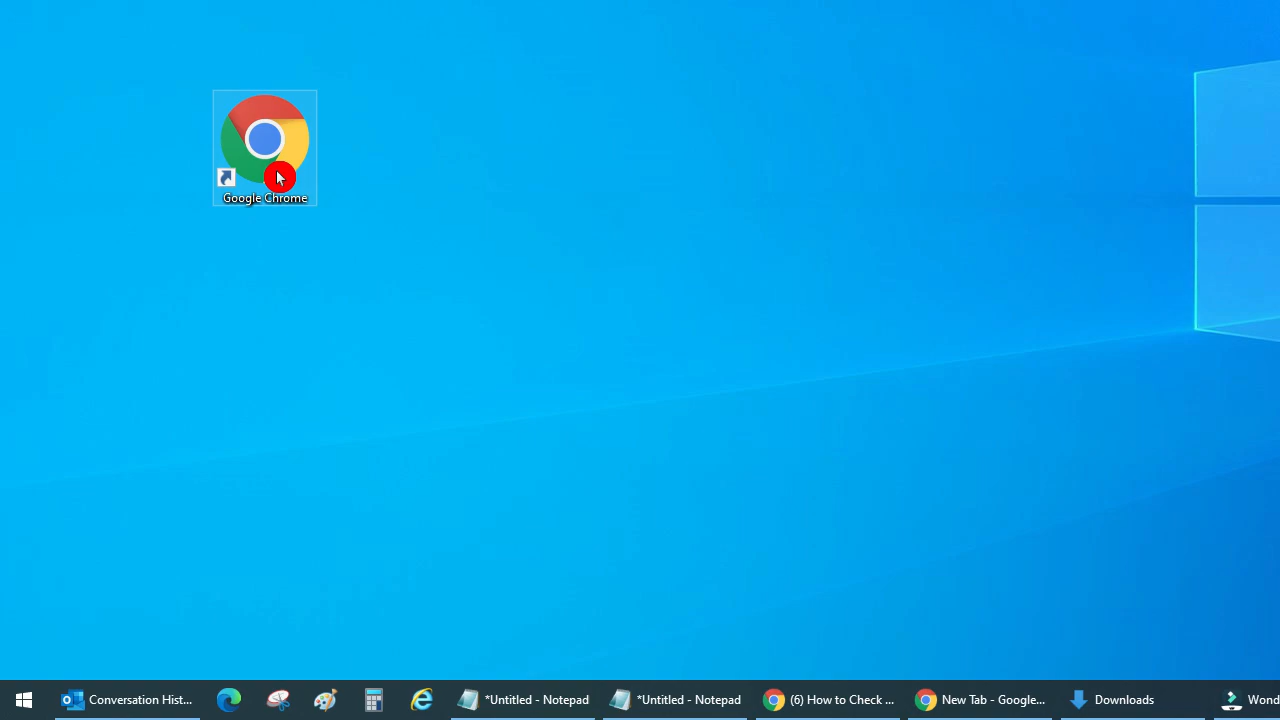 Google Chrome
Conversation Hist...
*Untitled - Notepad
*Untitled - Notepad
(6) How to Check ...
New Tab - Google...
Downloads
Wond